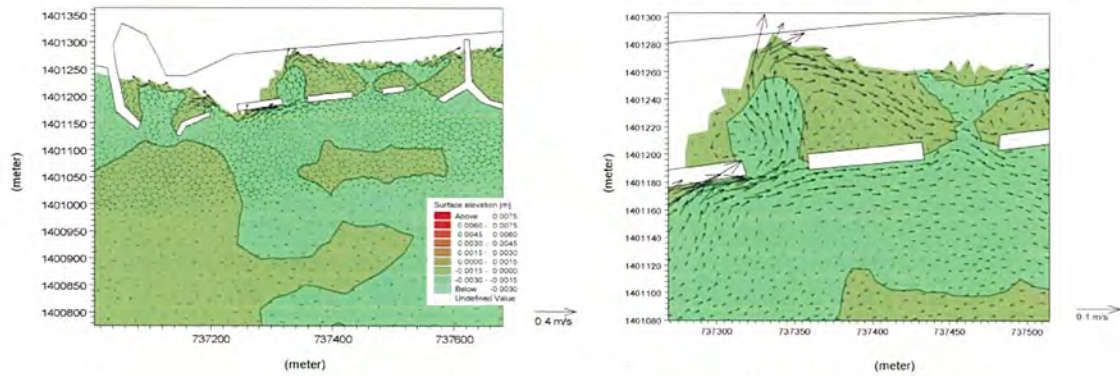 1401350
1401300
1401250
1401200
1401150
1401100
1401050
1401000
1400950
1400900
1400850
1400800
(meter)
737200
737400
737600
(meter)
Surface elevation [m]
Above 0.0075
0.0060 - 0.0075
0.0045 - 0.0060
0.0030 - 0.0045
0.0015 - 0.0030
0.0000 - 0.0015
-0.0015 - 0.0000
-0.0030 - -0.0015
Below -0.0030
Undefined Value
0.4 m/s
1401300
1401280
1401260
1401240
1401220
1401200
1401180
1401160
1401140
1401120
1401100
1401080
(meter)
737300
737350
737400
737450
737500
(meter)
0.1 m/s